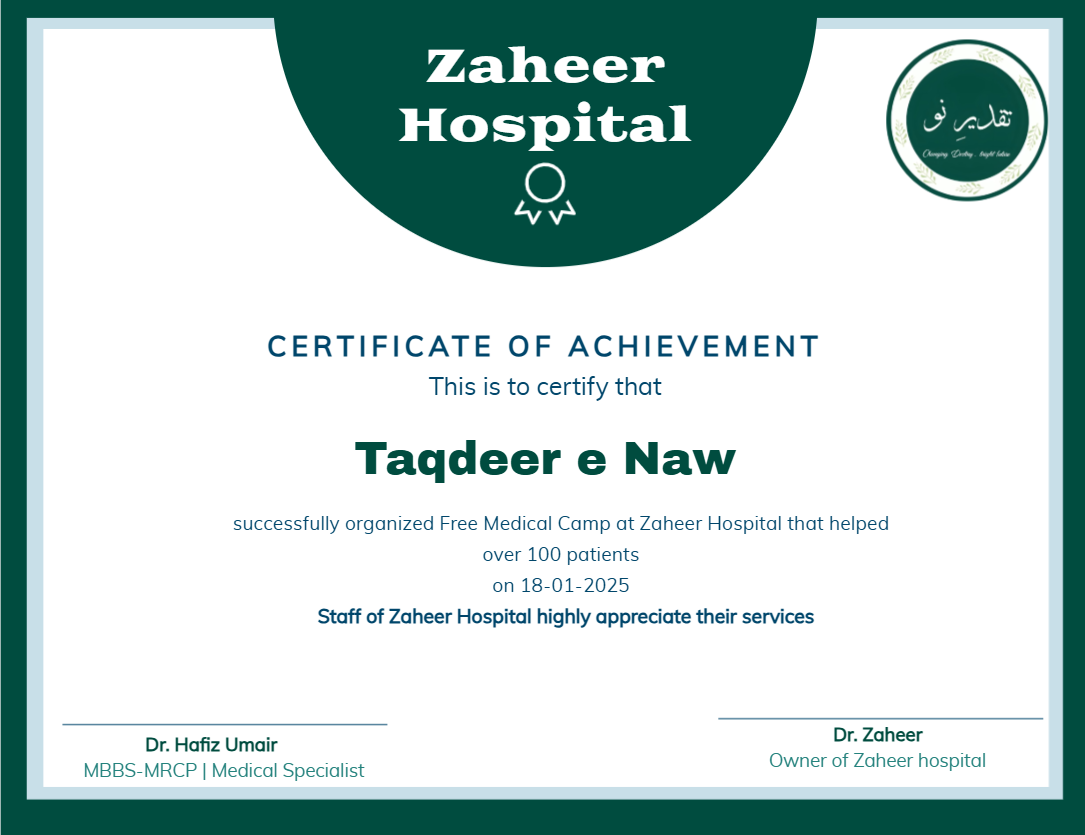 Zaheer
Hospital
تقدیرِ نو
Changing Destiny, Bright Future
CERTIFICATE OF ACHIEVEMENT
This is to certify that
Taqdeer e Naw
successfully organized Free Medical Camp at Zaheer Hospital that helped
over 100 patients
on 18-01-2025
Staff of Zaheer Hospital highly appreciate their services
Dr. Hafiz Umair
MBBS-MRCP | Medical Specialist
Dr. Zaheer
Owner of Zaheer hospital